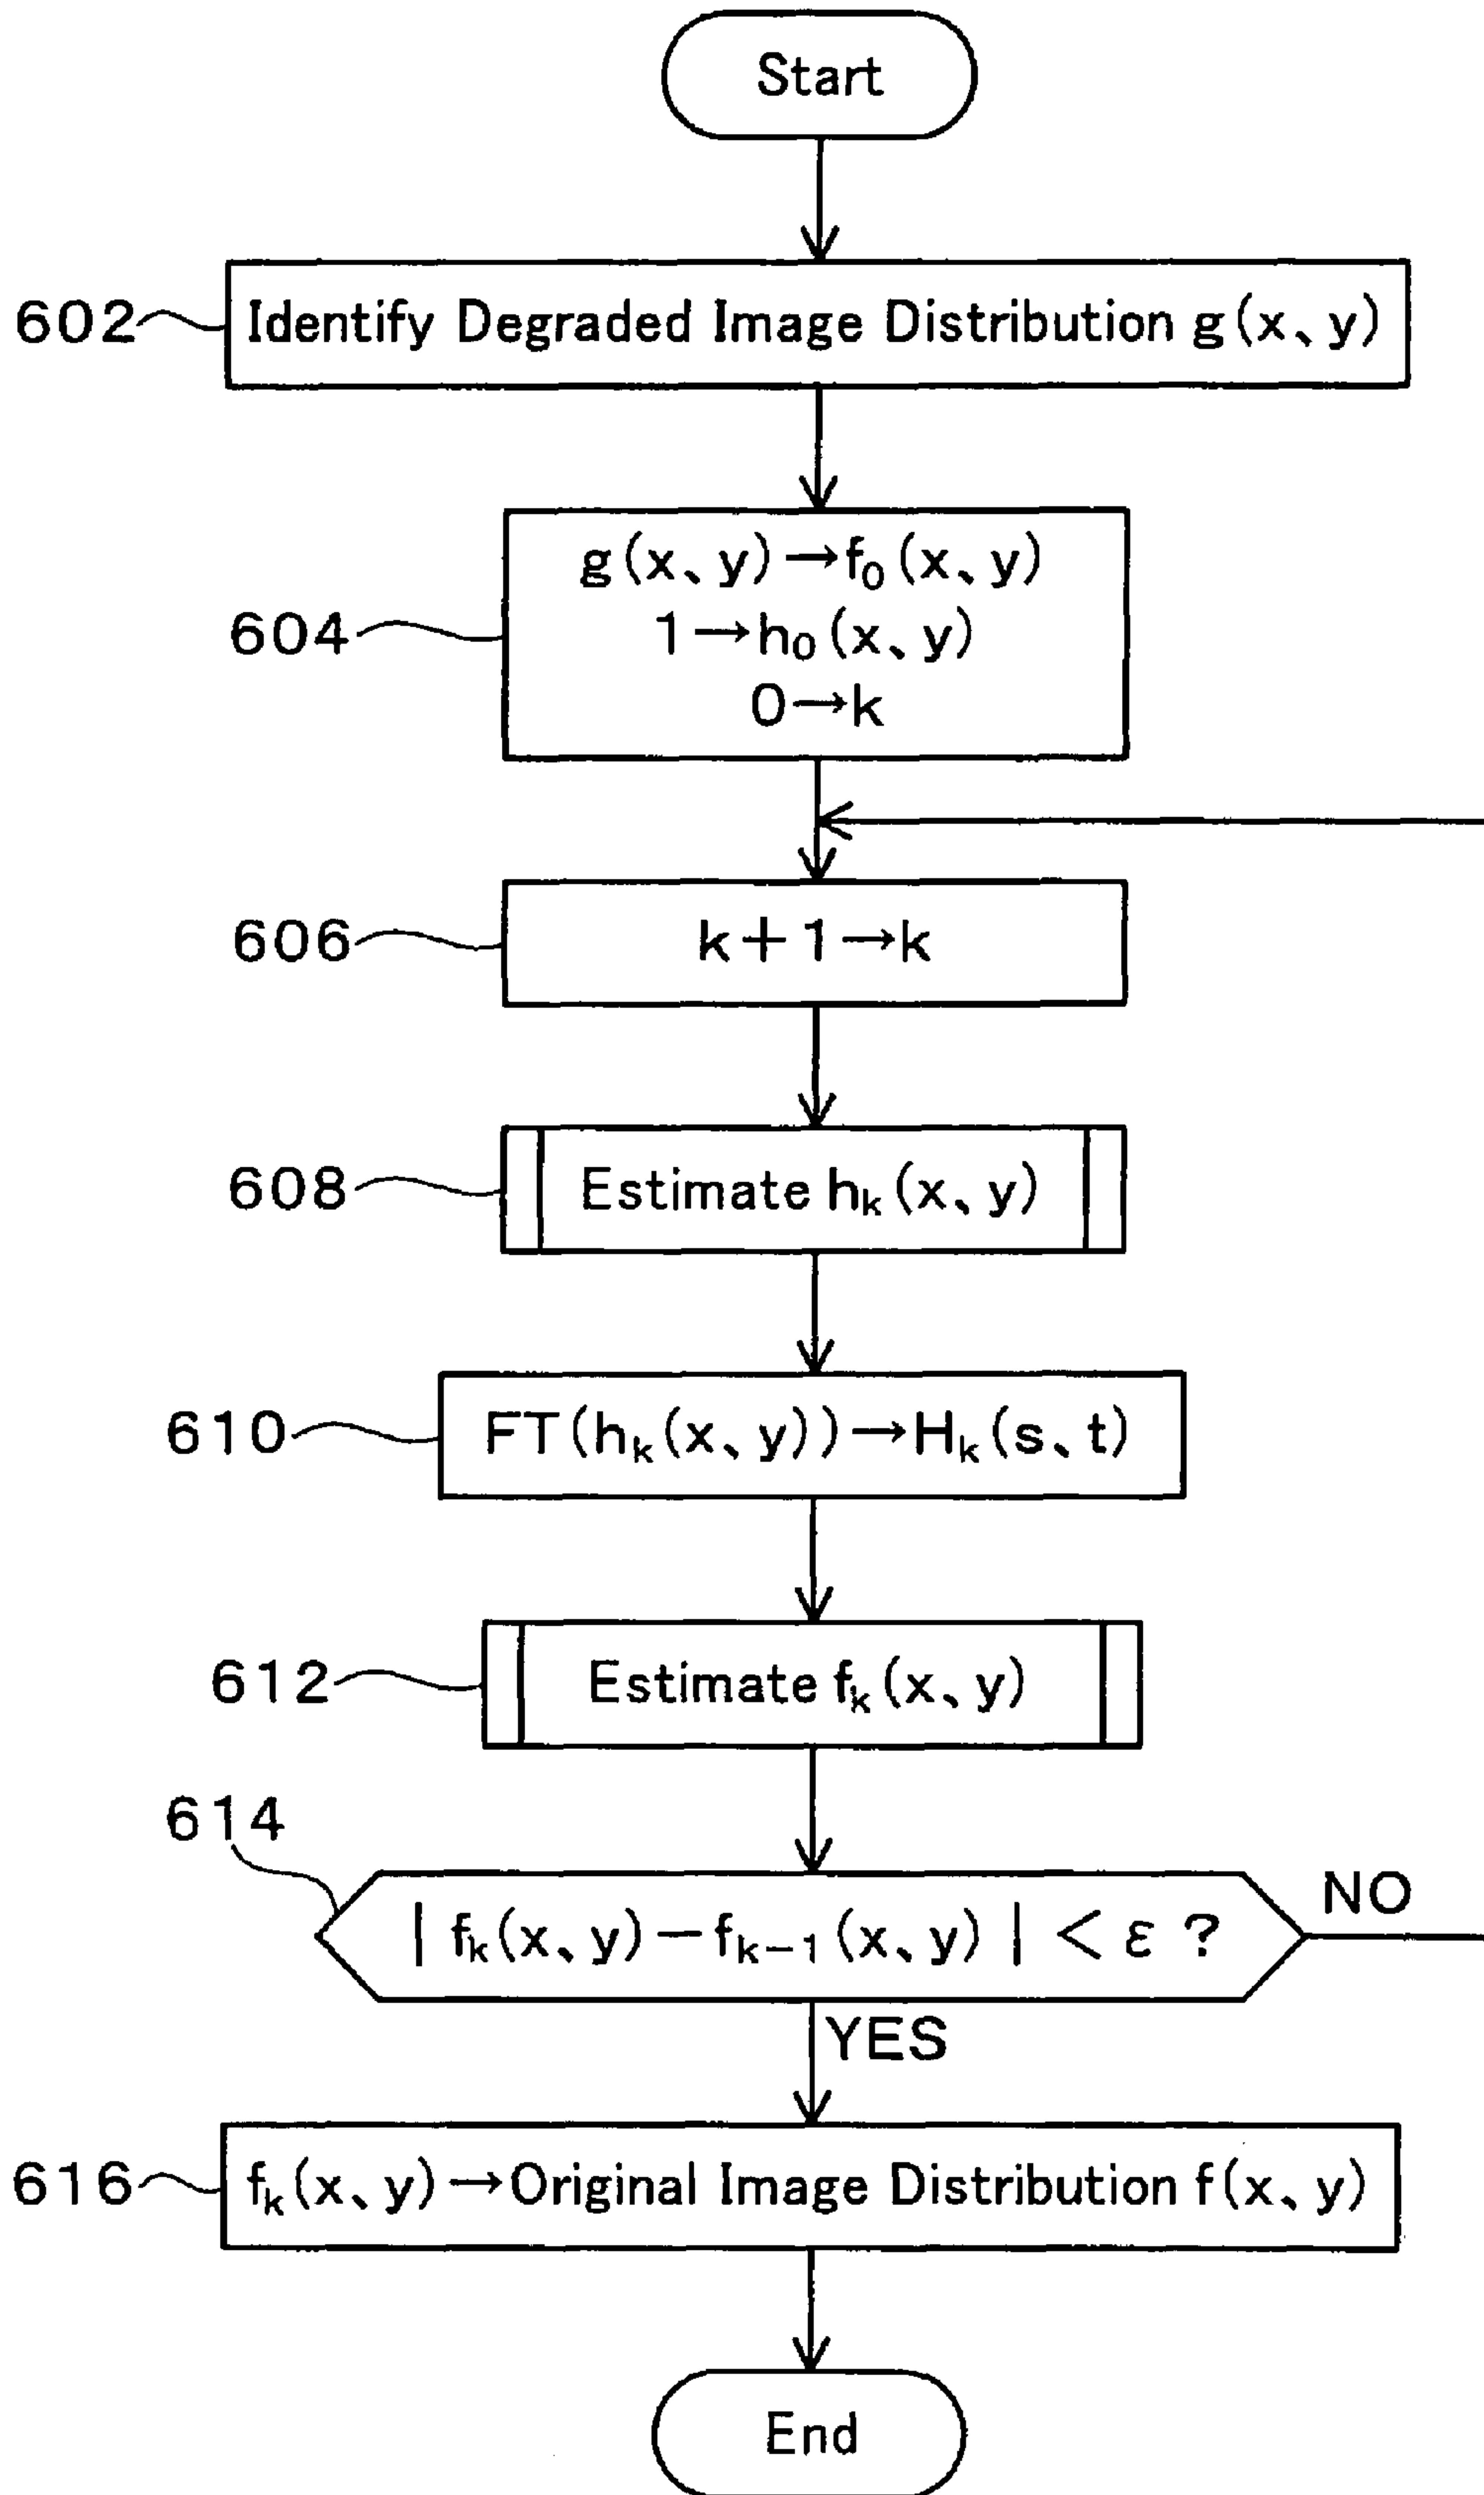 Start
602 Identify Degraded Image Distribution g(x、y)
g(x、y)→f₀(x、y)
604 1→h₀(x、y)
0→k
606 k+1→k
608 Estimate hₖ(x、y)
610 FT(hₖ(x、y))→Hₖ(s、t)
612 Estimate fₖ(x、y)
614
|fₖ(x、y)−fₖ₋₁(x、y)|<ε?
NO
YES
616 fₖ(x、y)→Original Image Distribution f(x、y)
End